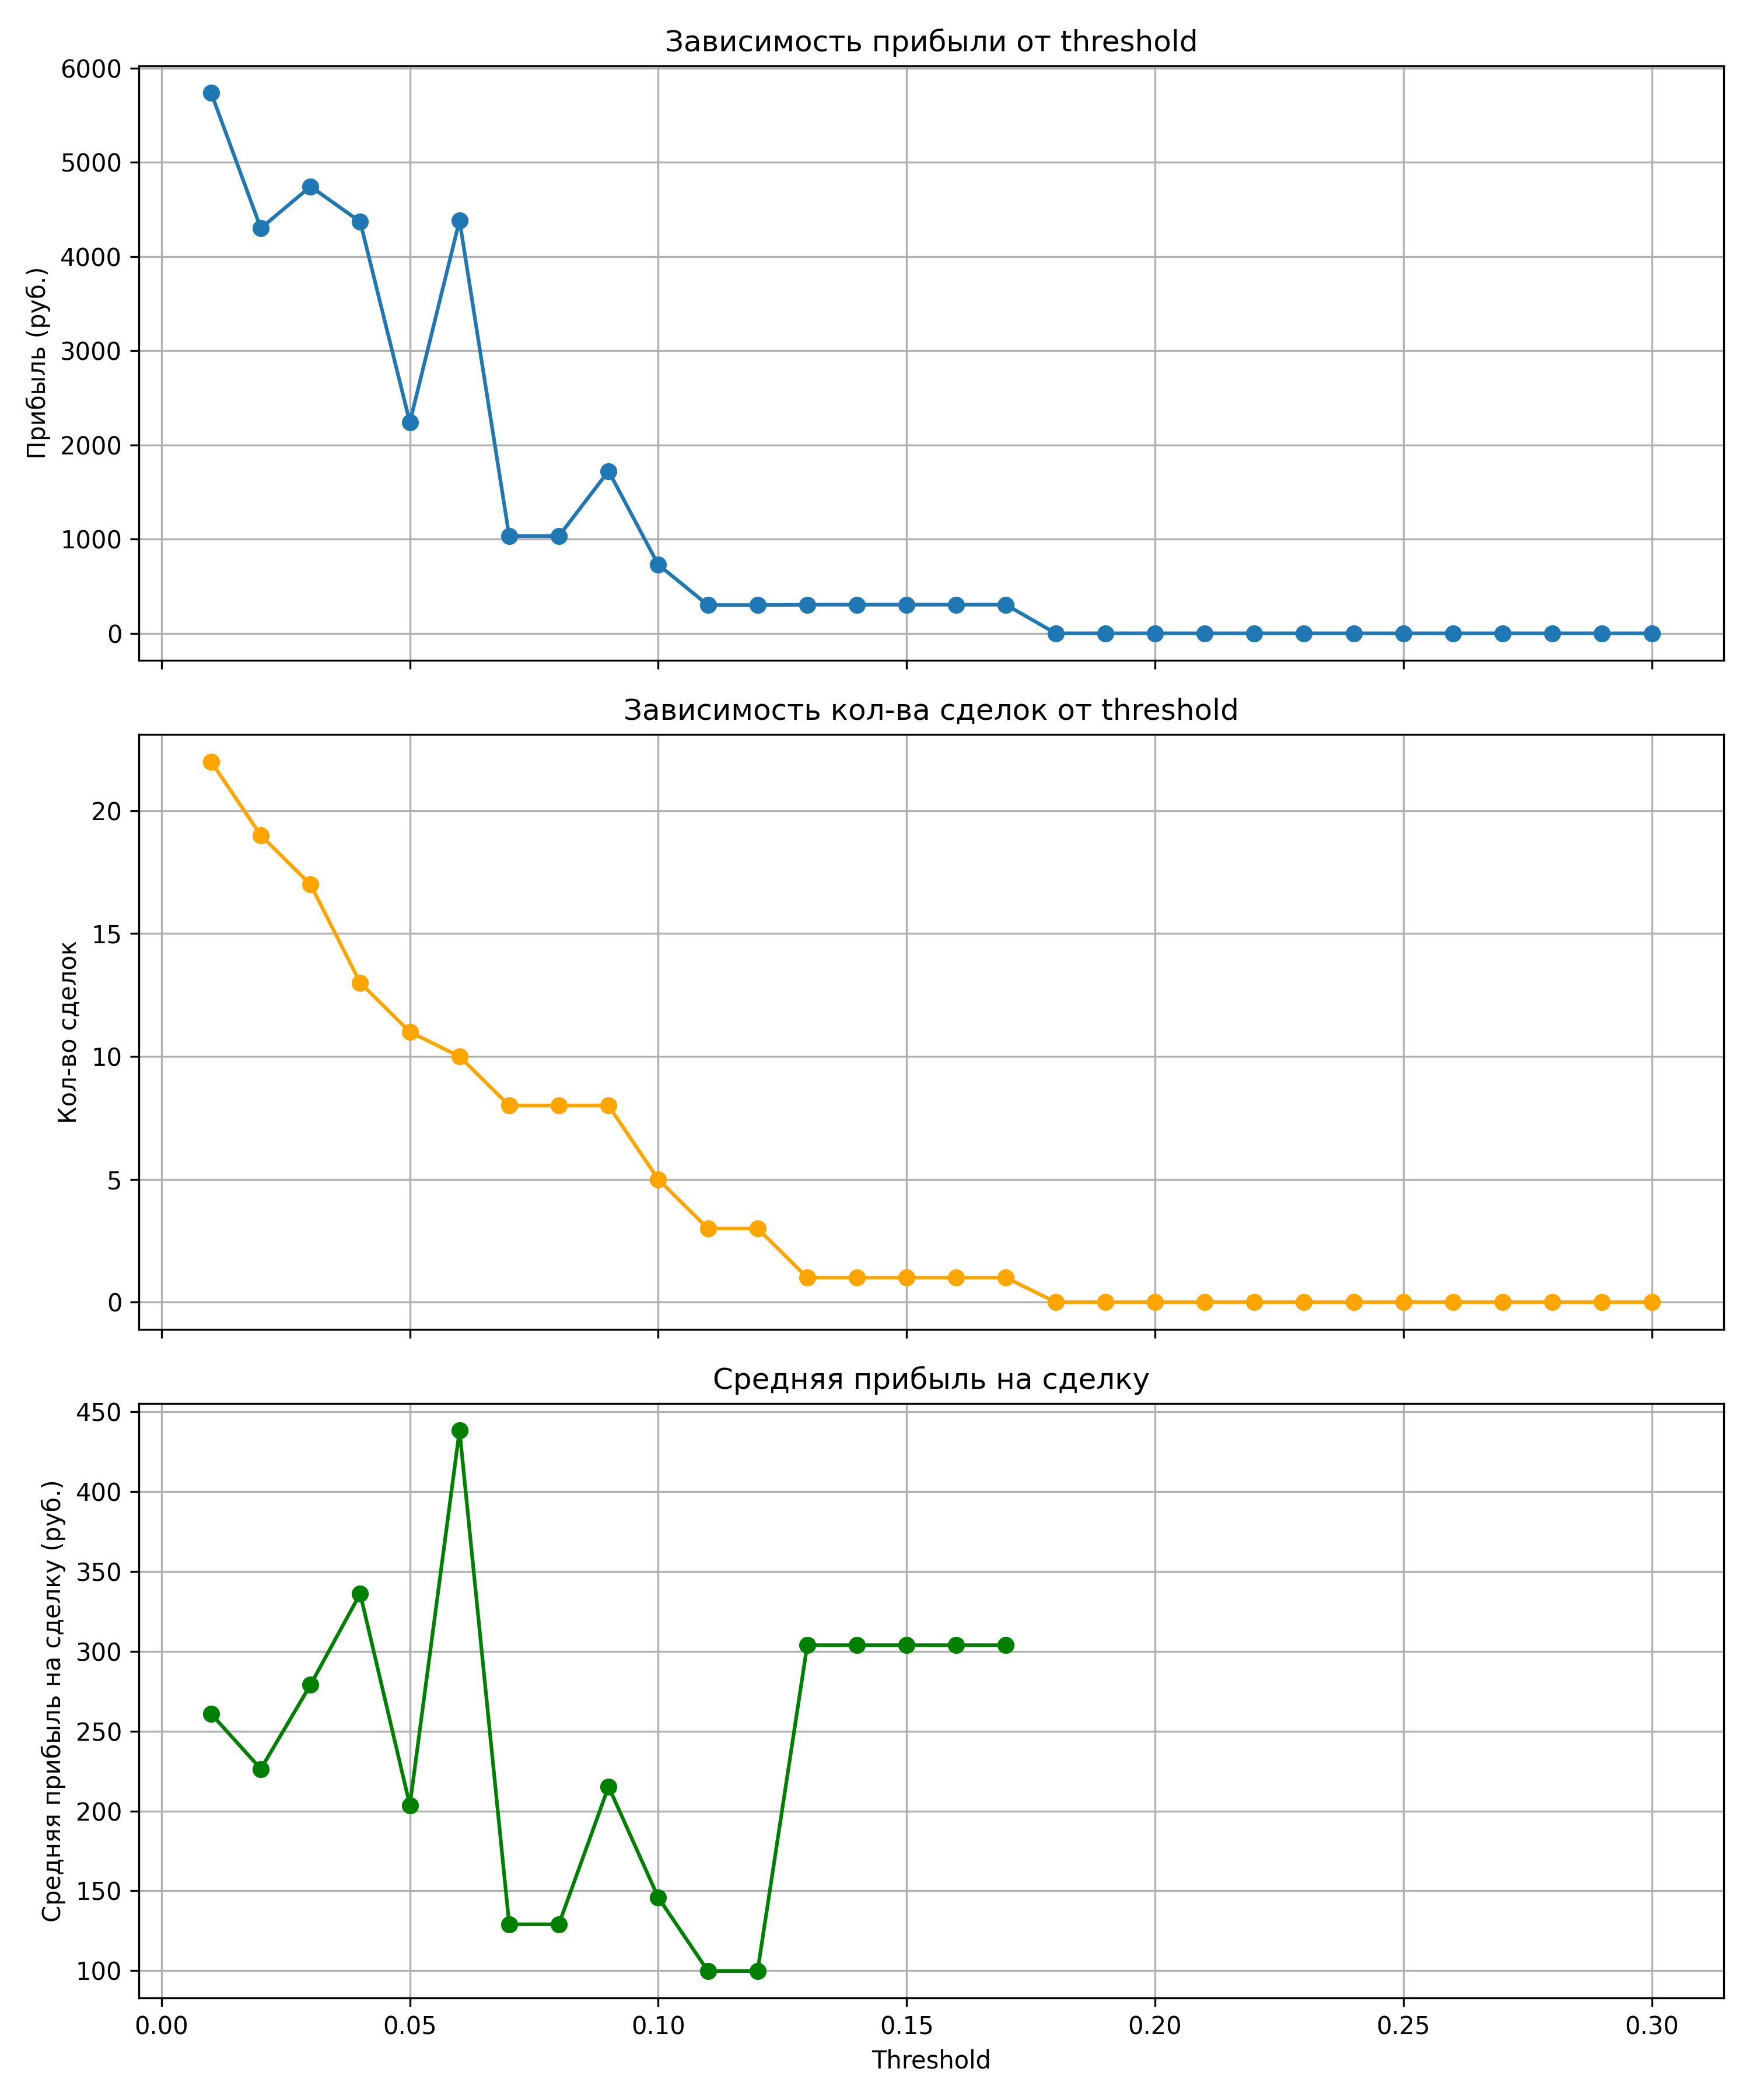 Зависимость прибыли от threshold
Прибыль (руб.)
6000
5000
4000
3000
2000
1000
0
Зависимость кол-ва сделок от threshold
Кол-во сделок
20
15
10
5
0
Средняя прибыль на сделку
Средняя прибыль на сделку (руб.)
450
400
350
300
250
200
150
100
0.00 0.05 0.10 0.15 0.20 0.25 0.30
Threshold